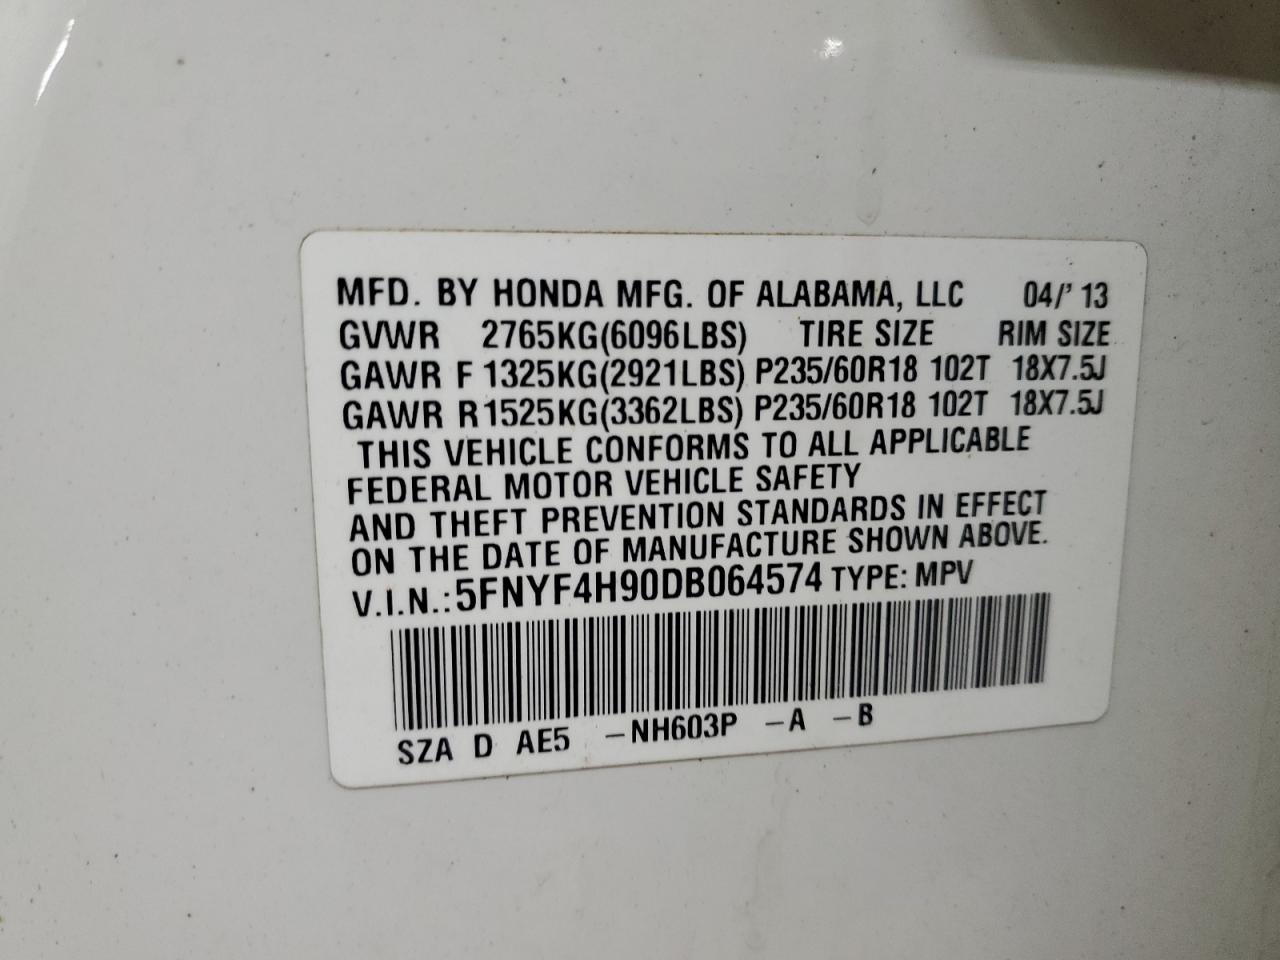 MFD. BY HONDA MFG. OF ALABAMA, LLC 04/'13
GVWR 2765KG(6096LBS) TIRE SIZE RIM SIZE
GAWR F 1325KG(2921LBS) P235/60R18 102T 18X7.5J
GAWR R 1525KG(3362LBS) P235/60R18 102T 18X7.5J
THIS VEHICLE CONFORMS TO ALL APPLICABLE
FEDERAL MOTOR VEHICLE SAFETY
AND THEFT PREVENTION STANDARDS IN EFFECT
ON THE DATE OF MANUFACTURE SHOWN ABOVE.
V.I.N.: 5FNYF4H90DB064574 TYPE: MPV
SZA D AE5 -NH603P -A -B